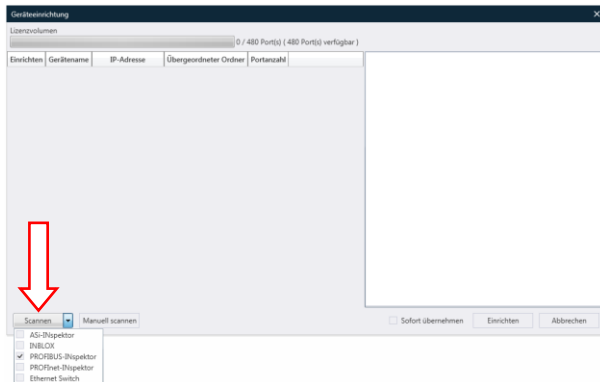 Geräteeinrichtung
Lizenzvolumen
0 / 480 Port(s) ( 480 Port(s) verfügbar )
Einrichten Gerätename IP-Adresse Übergeordneter Ordner Portanzahl
Scannen Manuell scannen Sofort übernehmen Einrichten Abbrechen
ASi-INspektor
INBLOX
PROFIBUS-INspektor
PROFInet-INspektor
Ethernet Switch